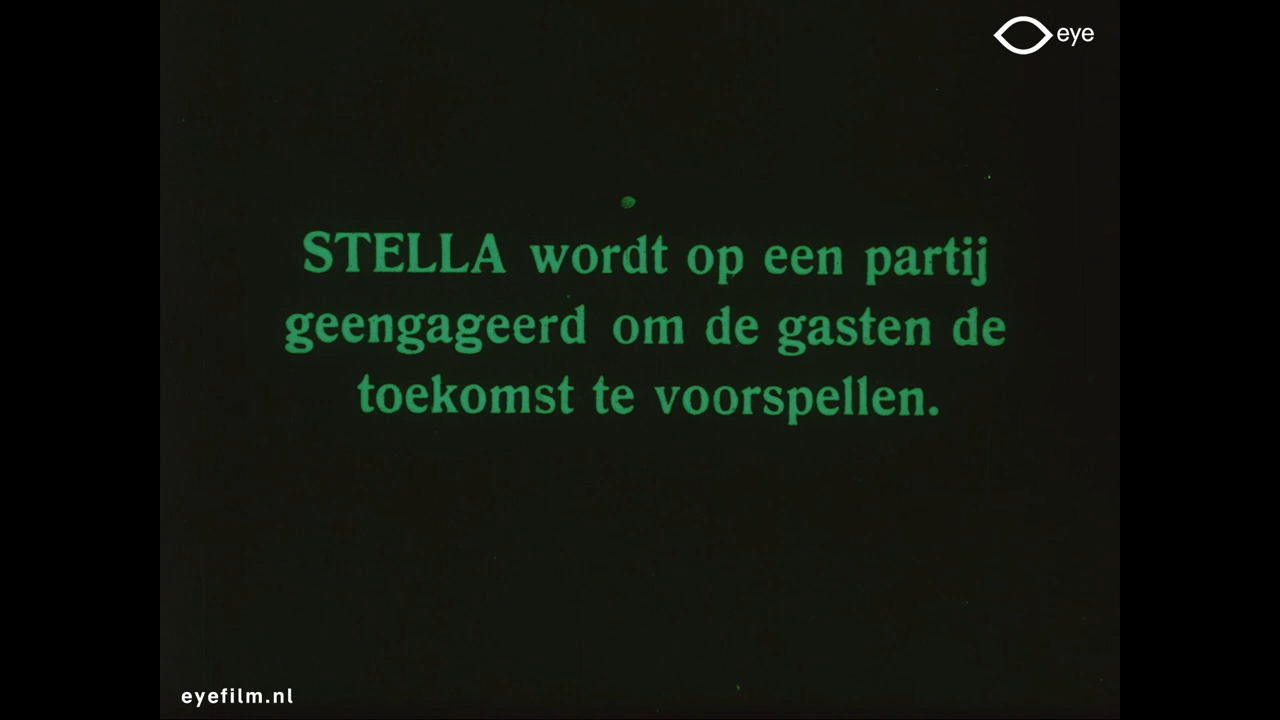 eye
STELLA wordt op een partij
geengageerd om de gasten de
toekomst te voorspellen.
eyefilm.nl